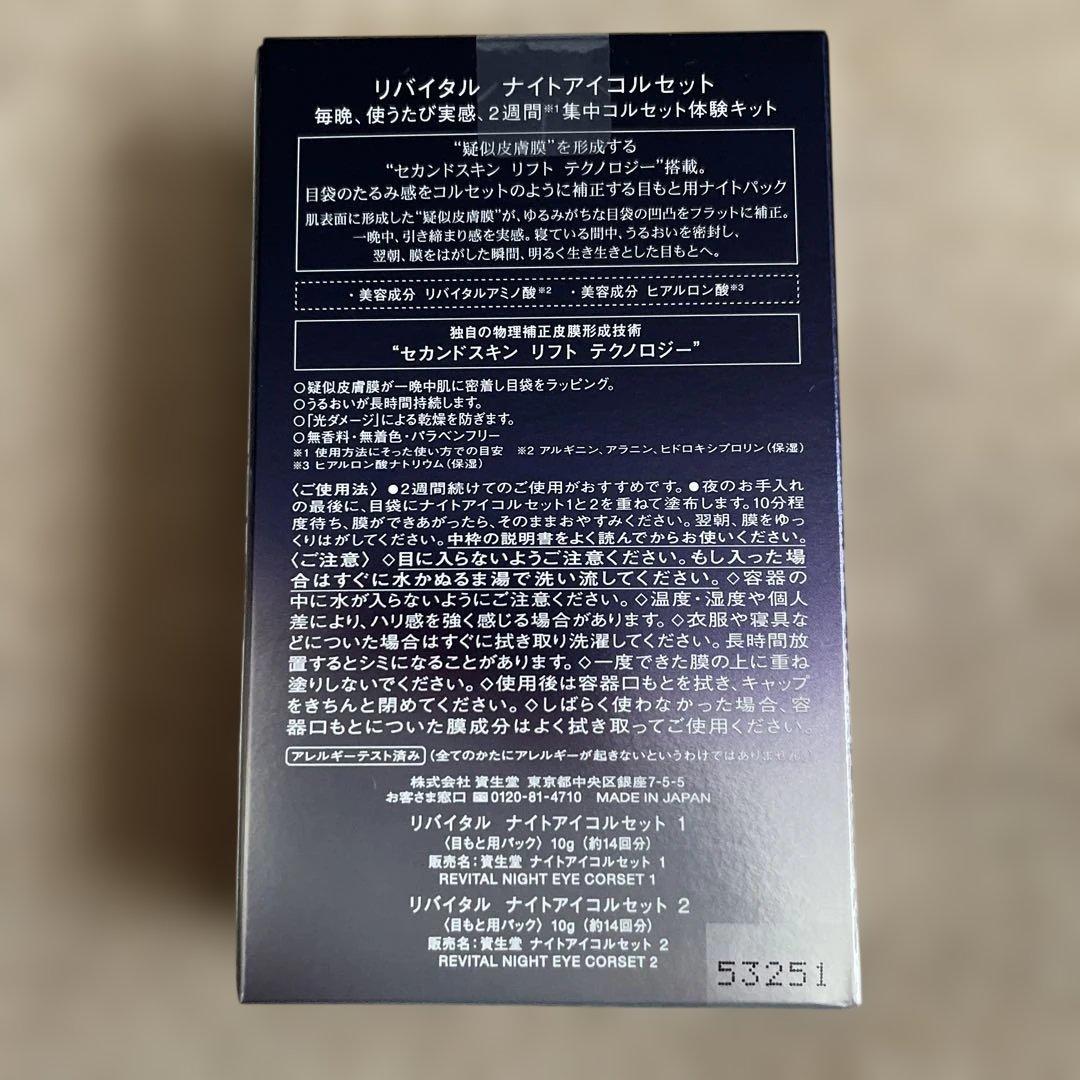 リバイタル ナイトアイコルセット
毎晩、使うたび実感、2週間※1集中コルセット体験キット
“疑似皮膚膜”を形成する
“セカンドスキン リフト テクノロジー”搭載。
目袋のたるみ感をコルセットのように補正する目もと用ナイトパック
肌表面に形成した“疑似皮膚膜”が、ゆるみがちな目袋の凹凸をフラットに補正。
一晩中、引き締まり感を実感。寝ている間中、うるおいを密封し、
翌朝、膜をはがした瞬間、明るく生き生きとした目もとへ。
・美容成分 リバイタルアミノ酸※2 ・美容成分 ヒアルロン酸※3
独自の物理補正皮膜形成技術
“セカンドスキン リフト テクノロジー”
○疑似皮膚膜が一晩中肌に密着し目袋をラッピング。
○うるおいが長時間持続します。
○「光ダメージ」による乾燥を防ぎます。
○無香料・無着色・パラベンフリー
※1 使用方法にそった使い方での目安 ※2 アルギニン、アラニン、ヒドロキシプロリン（保湿）
※3 ヒアルロン酸ナトリウム（保湿）
〈ご使用法〉●2週間続けてのご使用がおすすめです。●夜のお手入れ
の最後に、目袋にナイトアイコルセット1と2を重ねて塗布します。10分程
度待ち、膜ができあがったら、そのままおやすみください。翌朝、膜をゆっ
くりはがしてください。中枠の説明書をよく読んでからお使いください。
〈ご注意〉◇目に入らないようご注意ください。もし入った場
合はすぐに水かぬるま湯で洗い流してください。◇容器の
中に水が入らないようにご注意ください。◇温度・湿度や個人
差により、ハリ感を強く感じる場合があります。◇衣服や寝具な
どについた場合はすぐに拭き取り洗濯してください。長時間放
置するとシミになることがあります。◇一度できた膜の上に重ね
塗りしないでください。◇使用後は容器口もとを拭き、キャップ
をきちんと閉めてください。◇しばらく使わなかった場合、容
器口もとについた膜成分はよく拭き取ってご使用ください。
アレルギーテスト済み（全てのかたにアレルギーが起きないというわけではありません）
株式会社 資生堂 東京都中央区銀座7-5-5
お客さま窓口 0120-81-4710 MADE IN JAPAN
リバイタル ナイトアイコルセット 1
〈目もと用パック〉10g（約14回分）
販売名：資生堂 ナイトアイコルセット 1
REVITAL NIGHT EYE CORSET 1
リバイタル ナイトアイコルセット 2
〈目もと用パック〉10g（約14回分）
販売名：資生堂 ナイトアイコルセット 2
REVITAL NIGHT EYE CORSET 2
53251